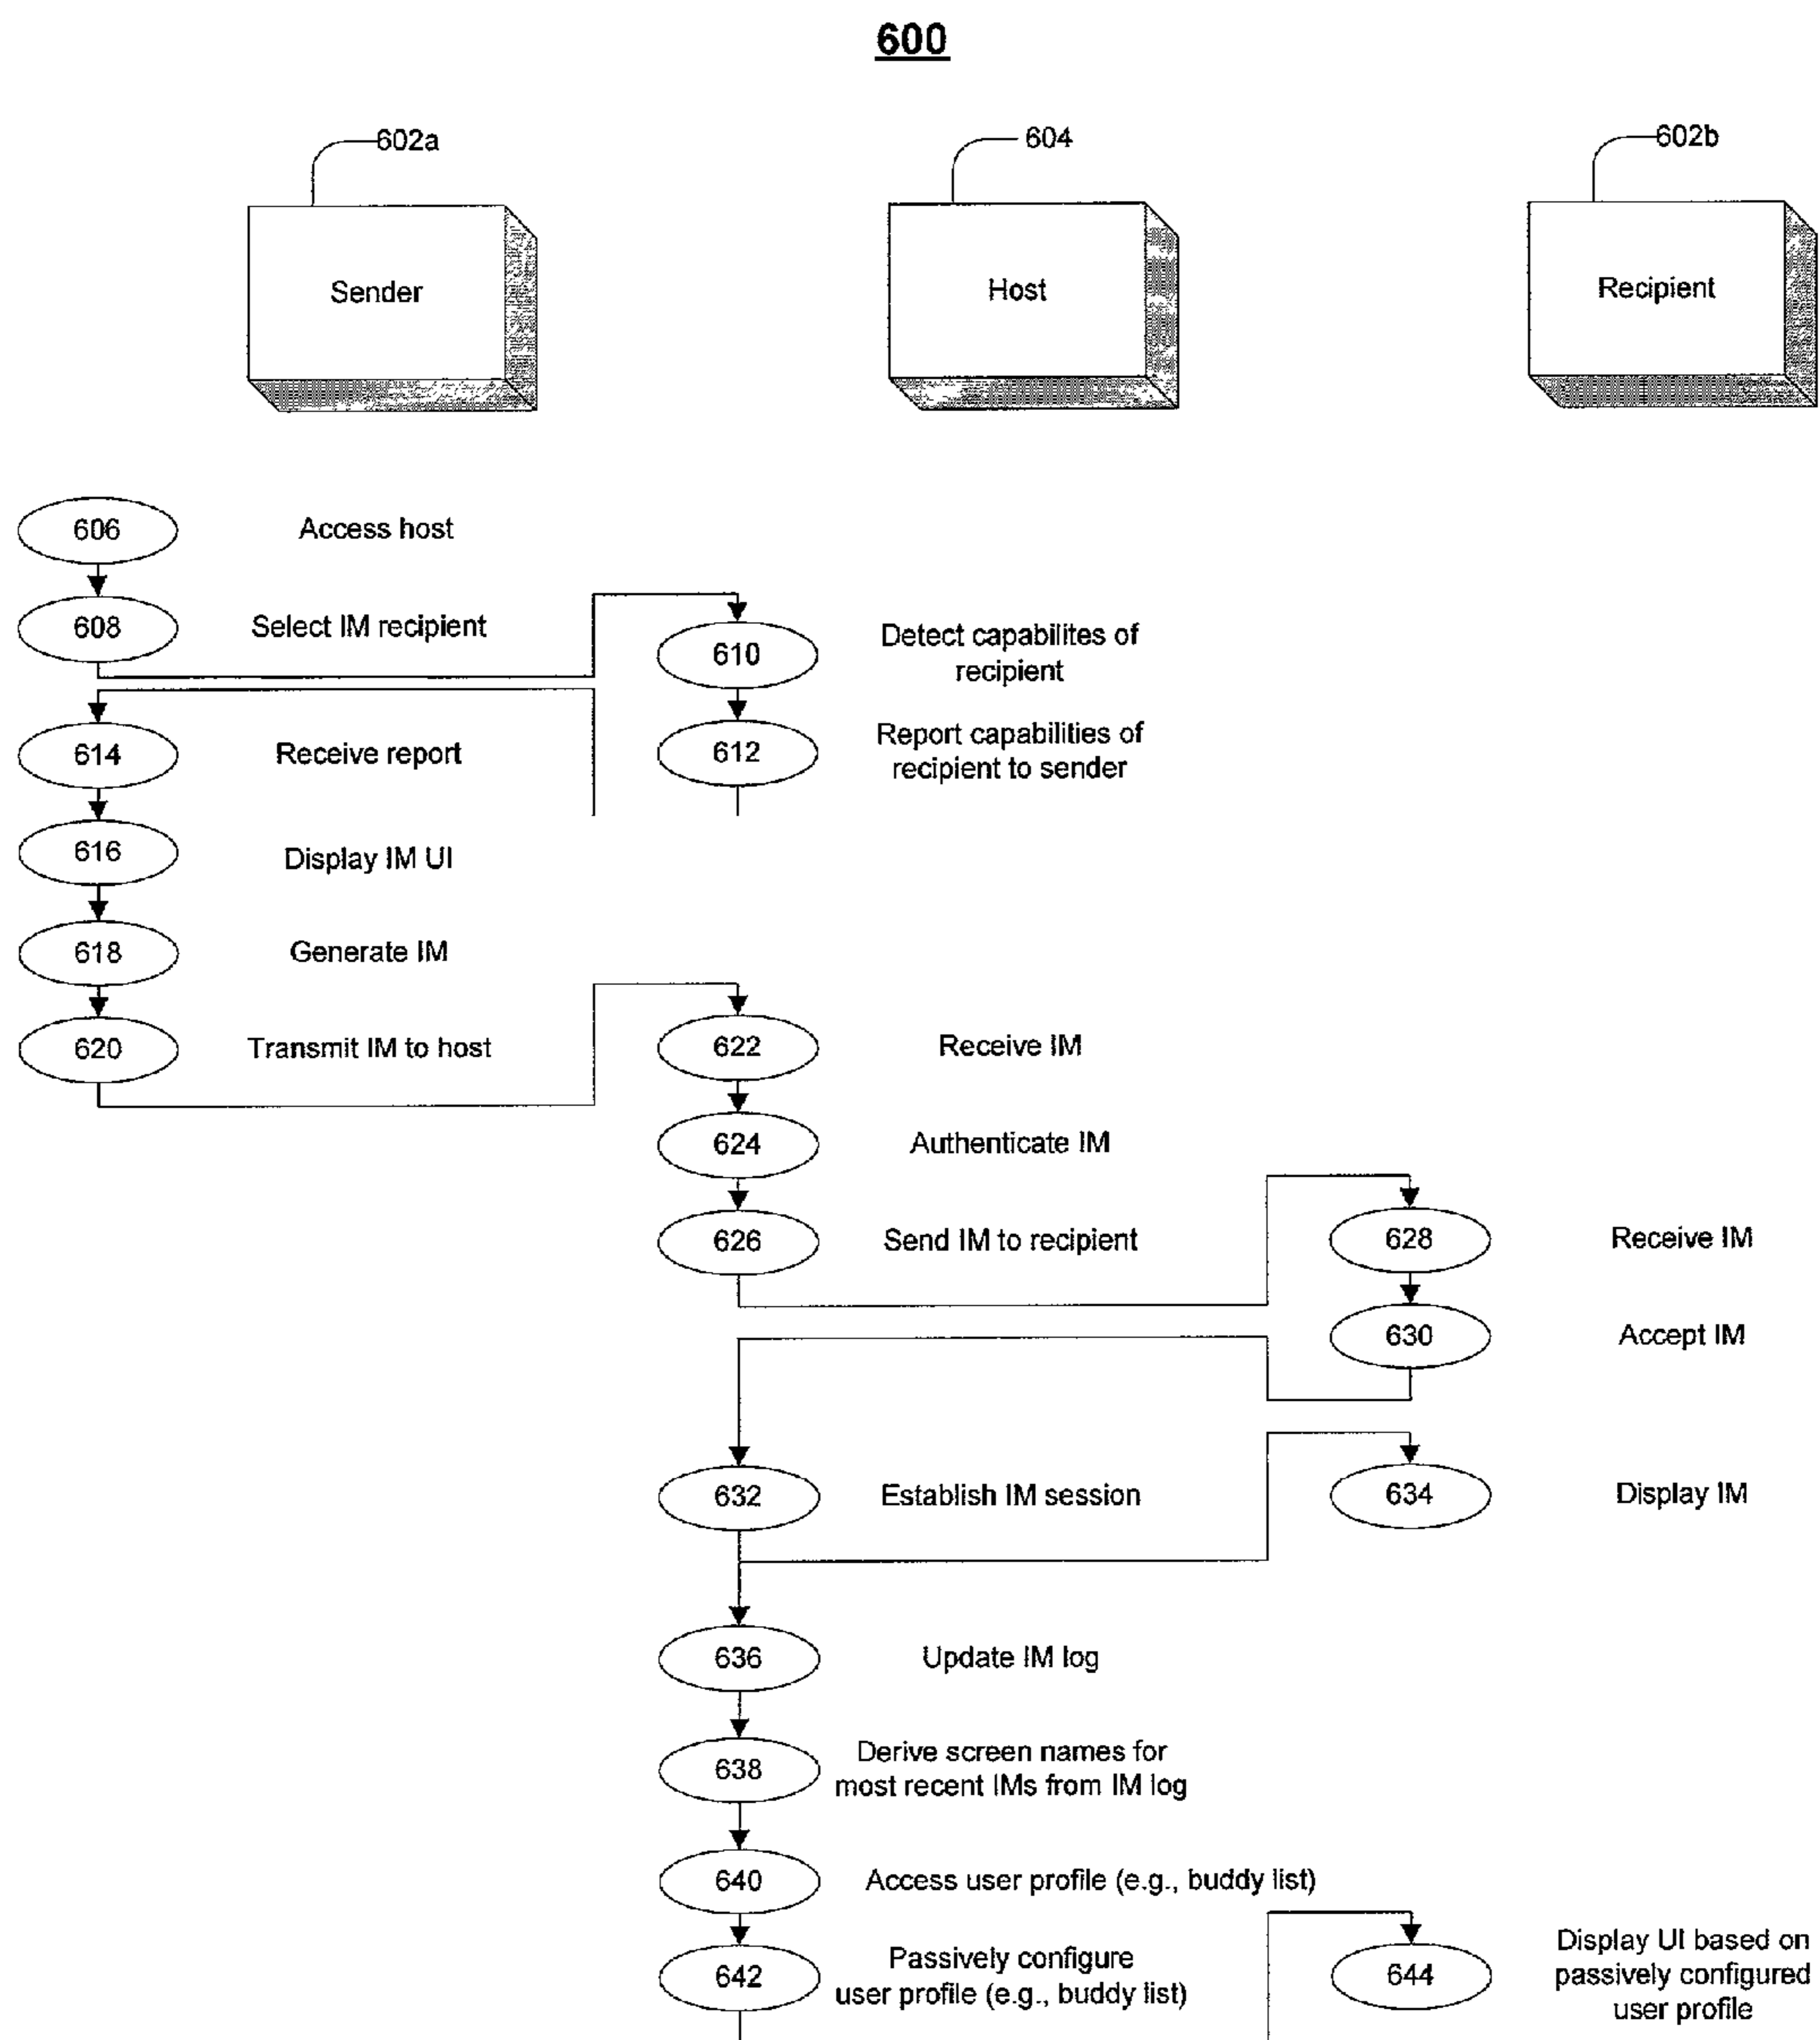 600
602a
604
602b
Sender
Host
Recipient
606
Access host
608
Select IM recipient
610
Detect capabilites of
recipient
614
Receive report
612
Report capabilities of
recipient to sender
616
Display IM UI
618
Generate IM
620
Transmit IM to host
622
Receive IM
624
Authenticate IM
626
Send IM to recipient
628
Receive IM
630
Accept IM
632
Establish IM session
634
Display IM
636
Update IM log
638
Derive screen names for
most recent IMs from IM log
640
Access user profile (e.g., buddy list)
642
Passively configure
user profile (e.g., buddy list)
644
Display UI based on
passively configured
user profile